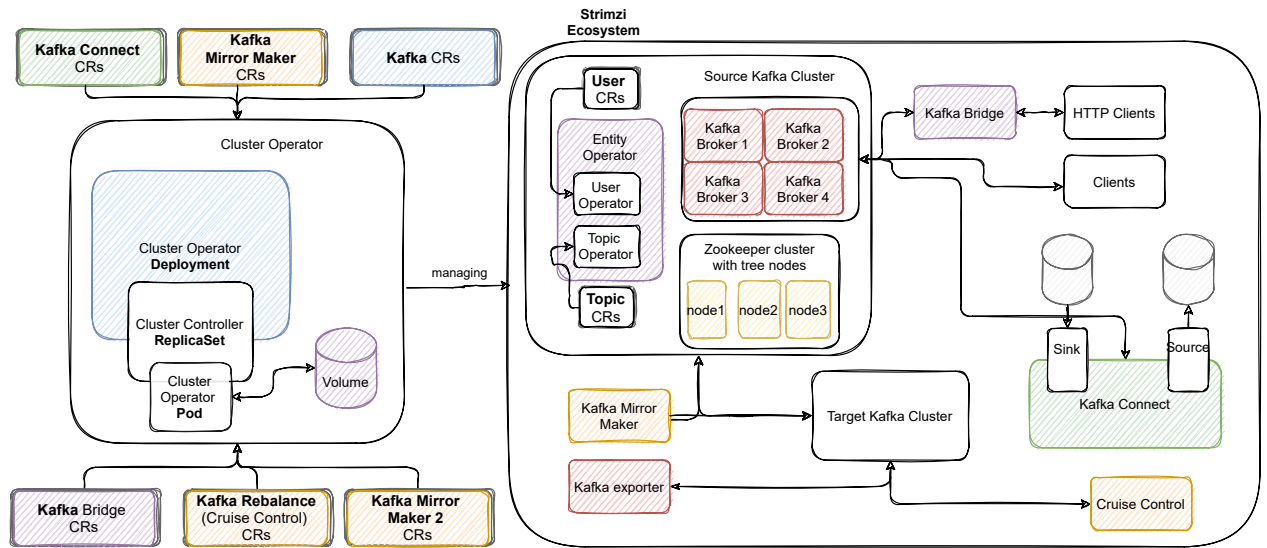 Strimzi
Ecosystem
Kafka Connect
CRs
Kafka
Mirror Maker
CRs
Kafka CRs
Cluster Operator
Cluster Operator
Deployment
Cluster Controller
ReplicaSet
Cluster
Operator
Pod
Volume
Kafka Bridge
CRs
Kafka Rebalance
(Cruise Control)
CRs
Kafka Mirror
Maker 2
CRs
managing
User
CRs
Source Kafka Cluster
Entity
Operator
User
Operator
Topic
Operator
Topic
CRs
Kafka
Broker 1
Kafka
Broker 2
Kafka
Broker 3
Kafka
Broker 4
Zookeeper cluster
with tree nodes
node1
node2
node3
Kafka Bridge
HTTP Clients
Clients
Sink
Source
Kafka Connect
Kafka Mirror
Maker
Target Kafka Cluster
Kafka exporter
Cruise Control